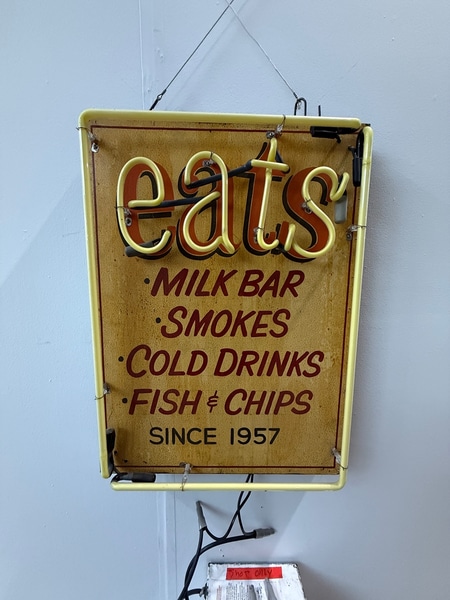 eats
·MILK BAR
·SMOKES
·COLD DRINKS
·FISH & CHIPS
SINCE 1957